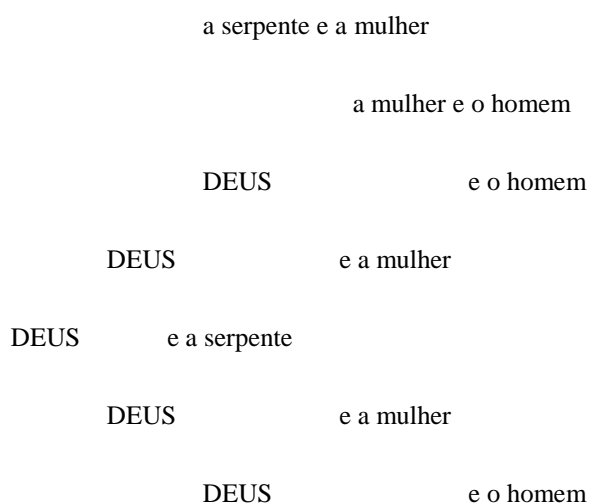 a serpente e a mulher
a mulher e o homem
DEUS e o homem
DEUS e a mulher
DEUS e a serpente
DEUS e a mulher
DEUS e o homem